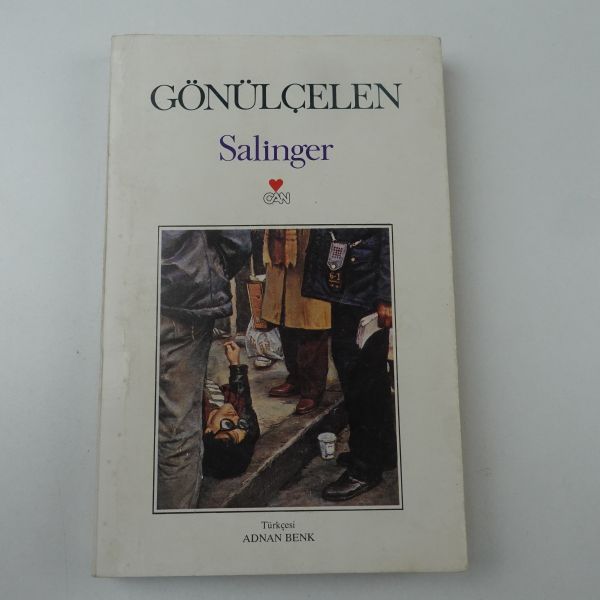 GÖNÜLÇELEN
Salinger
CAN
Türkçesi
ADNAN BENK